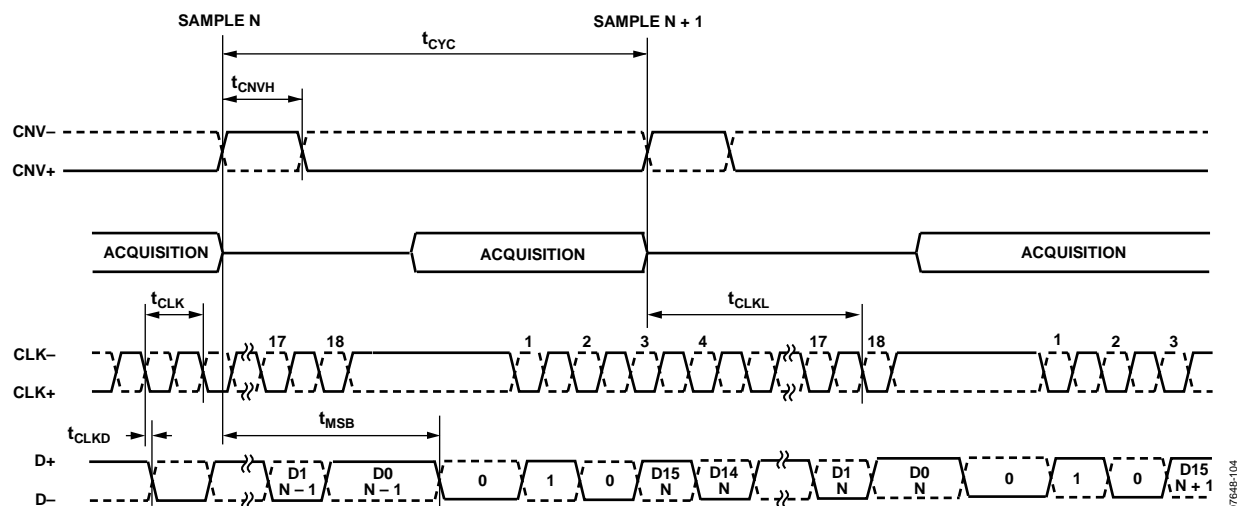 SAMPLE N SAMPLE N + 1
tCYC
tCNVH
CNV–
CNV+
ACQUISITION ACQUISITION ACQUISITION
tCLK tCLKL
17 18 1 2 3 4 17 18 1 2 3
CLK–
CLK+
tCLKD tMSB
D+
D1 D0 0 1 0 D15 D14 D1 D0 0 1 0 D15
N – 1 N – 1 N N N N N + 1
D–
07648-104